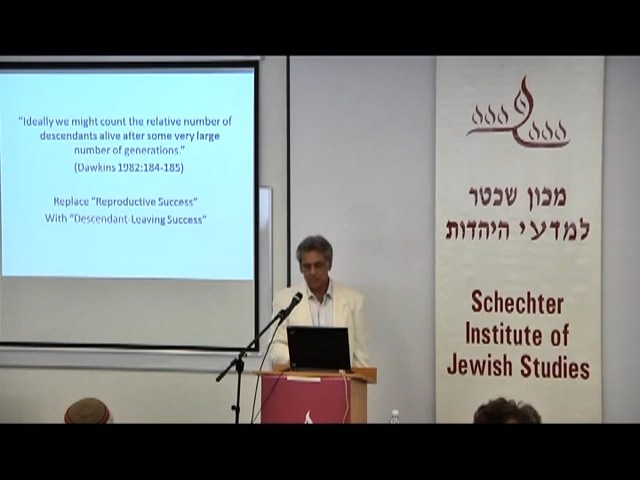 "Ideally we might count the relative number of
descendants alive after some very large
number of generations."
(Dawkins 1982:184-185)
Replace "Reproductive Success"
With "Descendant-Leaving Success"
מכון שכטר
למדעי היהדות
Schechter
Institute of
Jewish Studies